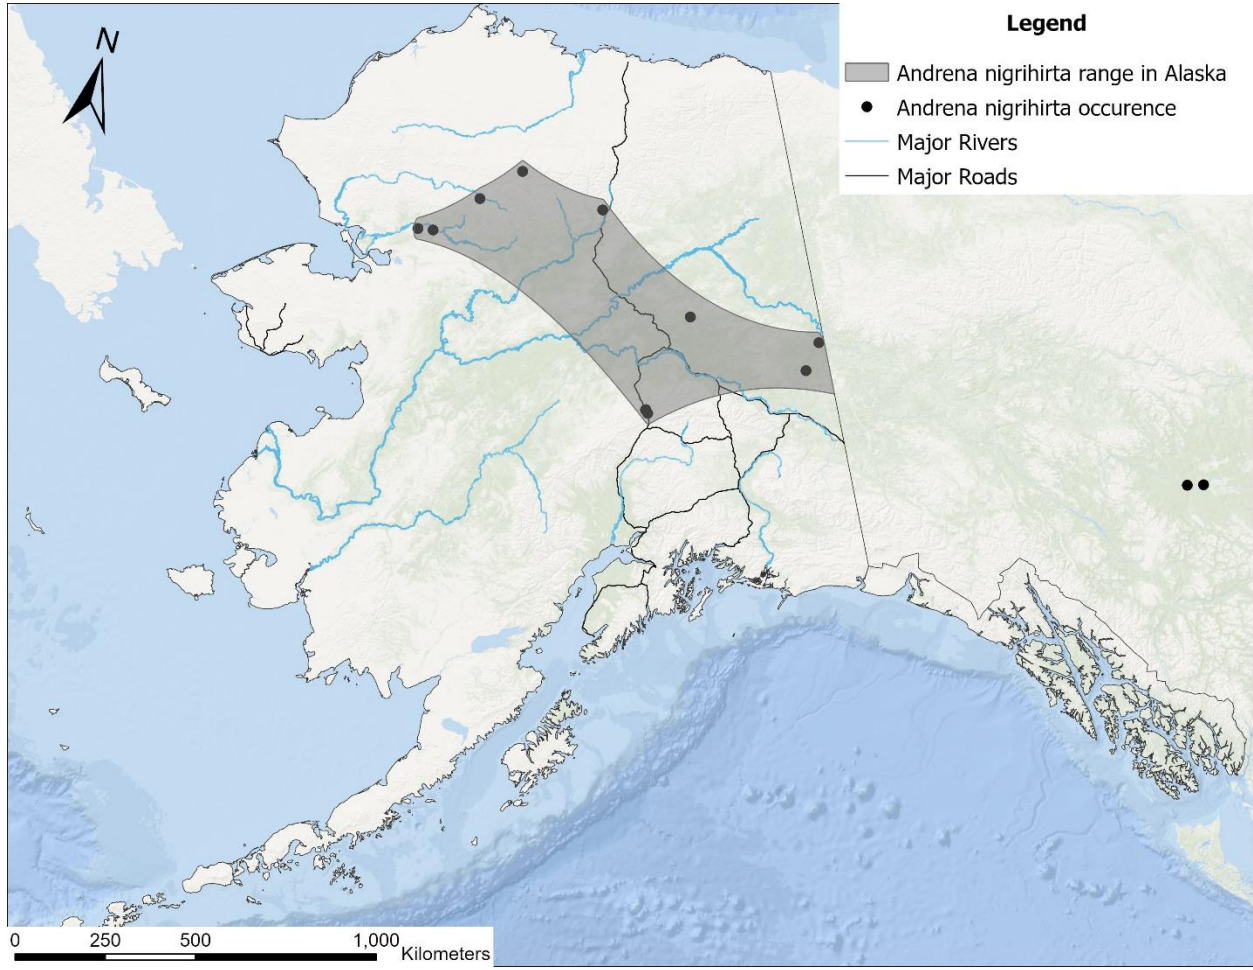 N
Legend
Andrena nigrihirta range in Alaska
Andrena nigrihirta occurence
Major Rivers
Major Roads
0 250 500 1,000
Kilometers